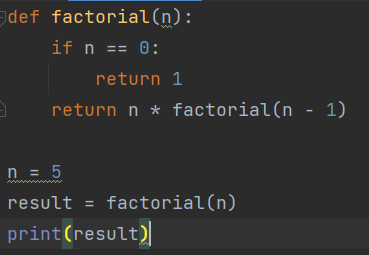 def factorial(n):
    if n == 0:
        return 1
    return n * factorial(n - 1)

n = 5
result = factorial(n)
print(result)